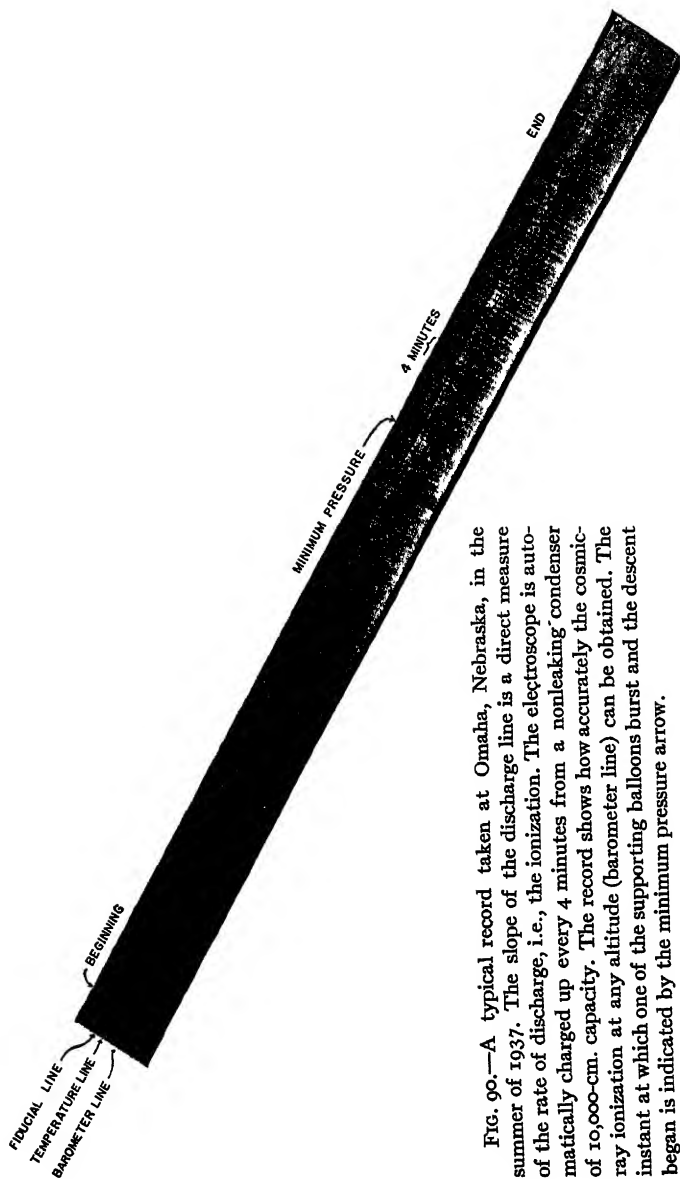 FIDUCIAL LINE
TEMPERATURE LINE
BAROMETER LINE
BEGINNING
MINIMUM PRESSURE
4 MINUTES
END
FIG. 90.—A typical record taken at Omaha, Nebraska, in the
summer of 1937. The slope of the discharge line is a direct measure
of the rate of discharge, i.e., the ionization. The electroscope is auto-
matically charged up every 4 minutes from a nonleaking condenser
of 10,000-cm. capacity. The record shows how accurately the cosmic-
ray ionization at any altitude (barometer line) can be obtained. The
instant at which one of the supporting balloons burst and the descent
began is indicated by the minimum pressure arrow.